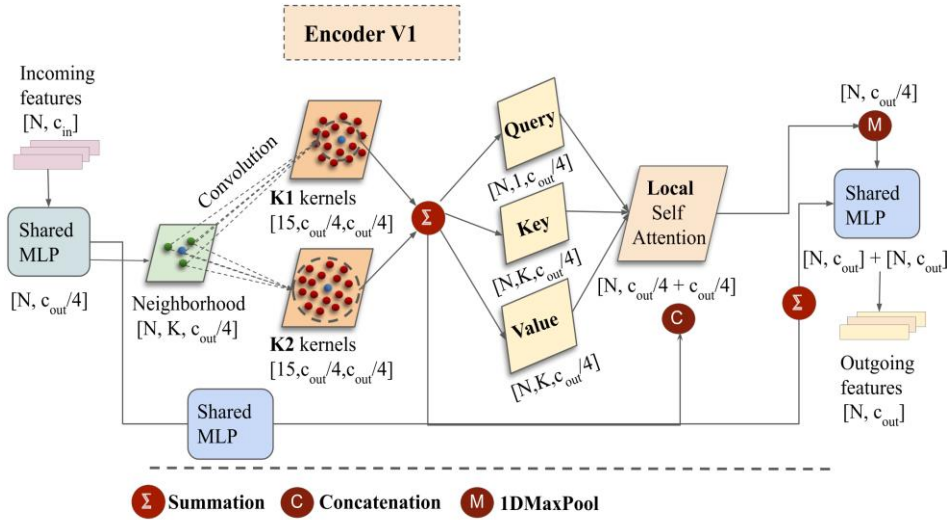 Encoder V1
Incoming
features
[N, c_in]
Shared
MLP
[N, c_out/4]
Convolution
Neighborhood
[N, K, c_out/4]
K1 kernels
[15,c_out/4,c_out/4]
K2 kernels
[15,c_out/4,c_out/4]
Shared
MLP
Σ
Query
[N,1,c_out/4]
Key
[N,K,c_out/4]
Value
[N,K,c_out/4]
Local
Self
Attention
[N, c_out/4 + c_out/4]
C
[N, c_out/4]
M
Shared
MLP
[N, c_out] + [N, c_out]
Σ
Outgoing
features
[N, c_out]
Σ Summation
C Concatenation
M 1DMaxPool